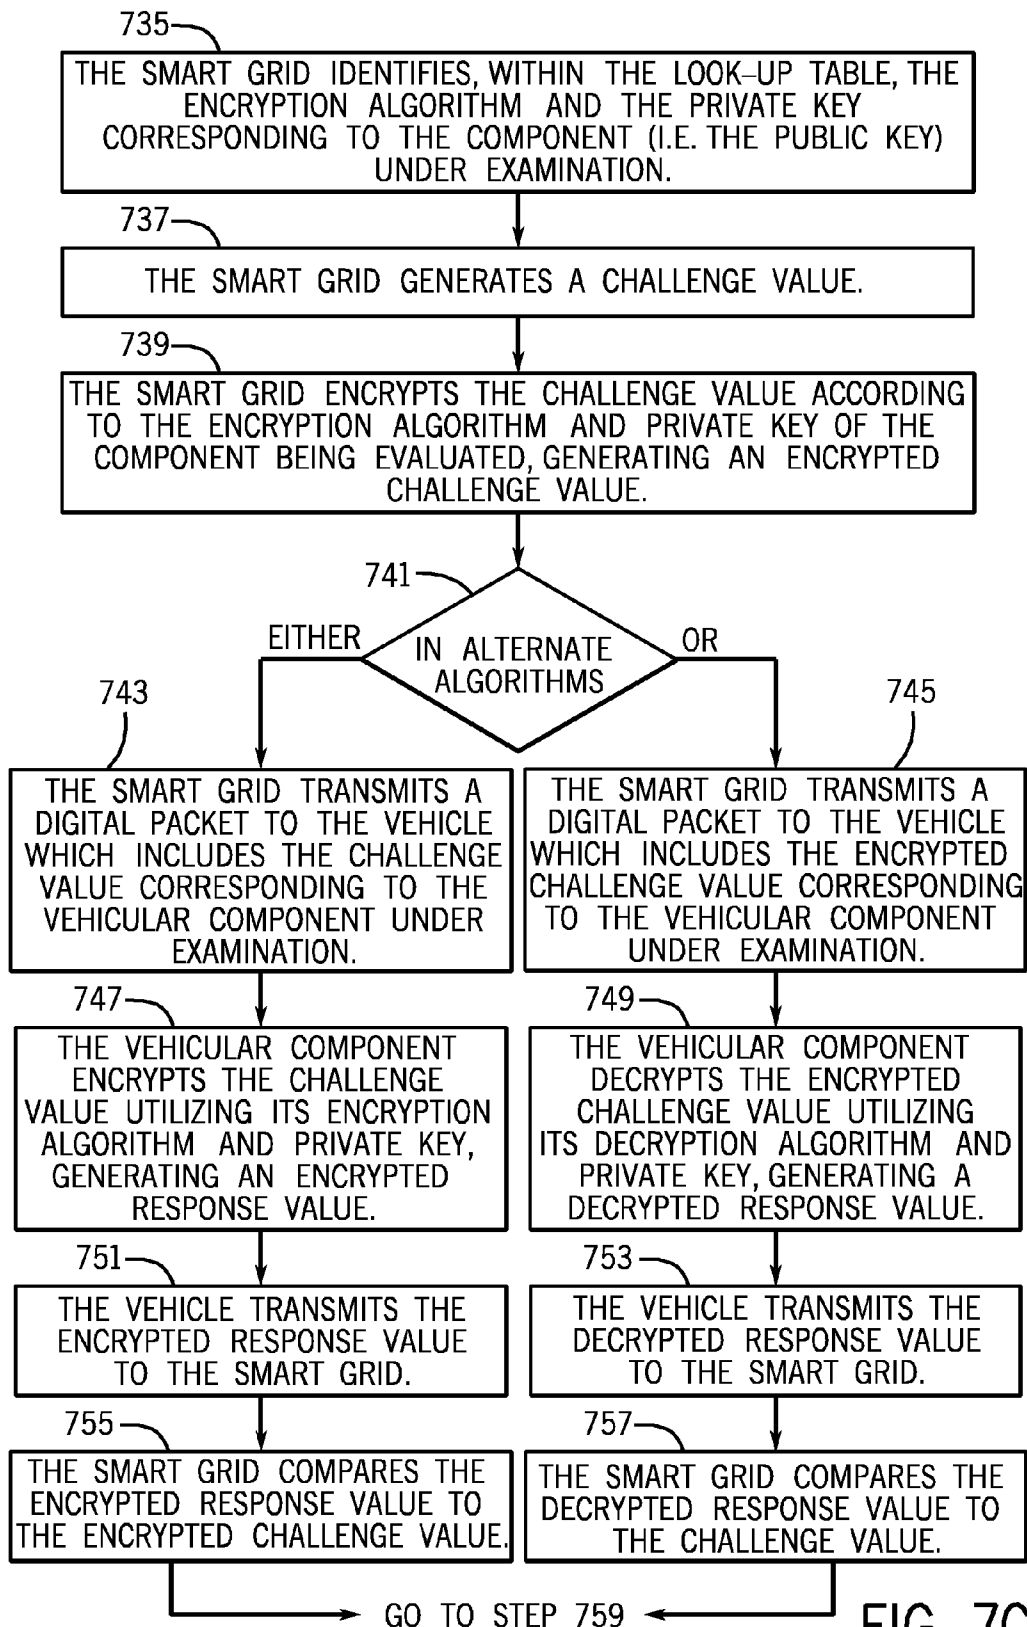 735
THE SMART GRID IDENTIFIES, WITHIN THE LOOK-UP TABLE, THE
ENCRYPTION ALGORITHM AND THE PRIVATE KEY
CORRESPONDING TO THE COMPONENT (I.E. THE PUBLIC KEY)
UNDER EXAMINATION.
737
THE SMART GRID GENERATES A CHALLENGE VALUE.
739
THE SMART GRID ENCRYPTS THE CHALLENGE VALUE ACCORDING
TO THE ENCRYPTION ALGORITHM AND PRIVATE KEY OF THE
COMPONENT BEING EVALUATED, GENERATING AN ENCRYPTED
CHALLENGE VALUE.
741
EITHER
IN ALTERNATE
ALGORITHMS
OR
743
THE SMART GRID TRANSMITS A
DIGITAL PACKET TO THE VEHICLE
WHICH INCLUDES THE CHALLENGE
VALUE CORRESPONDING TO THE
VEHICULAR COMPONENT UNDER
EXAMINATION.
745
THE SMART GRID TRANSMITS A
DIGITAL PACKET TO THE VEHICLE
WHICH INCLUDES THE ENCRYPTED
CHALLENGE VALUE CORRESPONDING
TO THE VEHICULAR COMPONENT
UNDER EXAMINATION.
747
THE VEHICULAR COMPONENT
ENCRYPTS THE CHALLENGE
VALUE UTILIZING ITS ENCRYPTION
ALGORITHM AND PRIVATE KEY,
GENERATING AN ENCRYPTED
RESPONSE VALUE.
749
THE VEHICULAR COMPONENT
DECRYPTS THE ENCRYPTED
CHALLENGE VALUE UTILIZING
ITS DECRYPTION ALGORITHM AND
PRIVATE KEY, GENERATING A
DECRYPTED RESPONSE VALUE.
751
THE VEHICLE TRANSMITS THE
ENCRYPTED RESPONSE VALUE
TO THE SMART GRID.
753
THE VEHICLE TRANSMITS THE
DECRYPTED RESPONSE VALUE
TO THE SMART GRID.
755
THE SMART GRID COMPARES THE
ENCRYPTED RESPONSE VALUE TO
THE ENCRYPTED CHALLENGE VALUE.
757
THE SMART GRID COMPARES THE
DECRYPTED RESPONSE VALUE TO
THE CHALLENGE VALUE.
GO TO STEP 759
FIG.